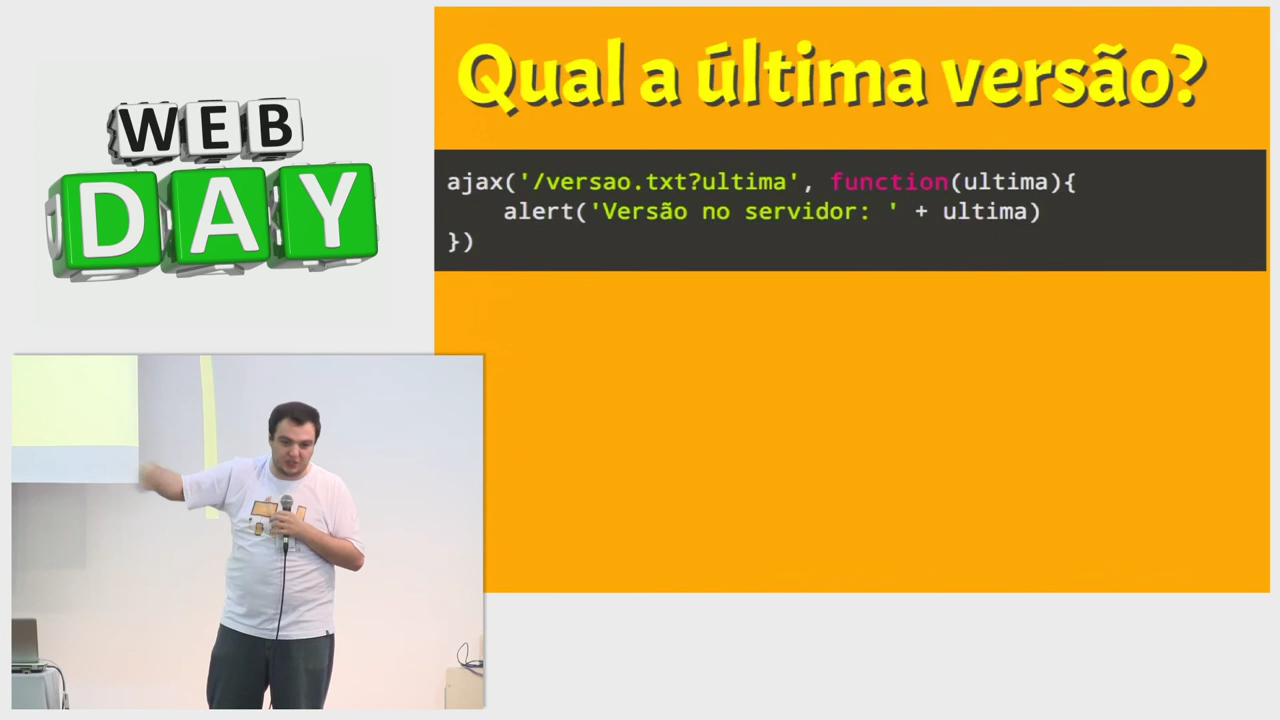 WEB
DAY
Qual a última versão?
ajax('/versao.txt?ultima', function(ultima){
    alert('Versão no servidor: ' + ultima)
})